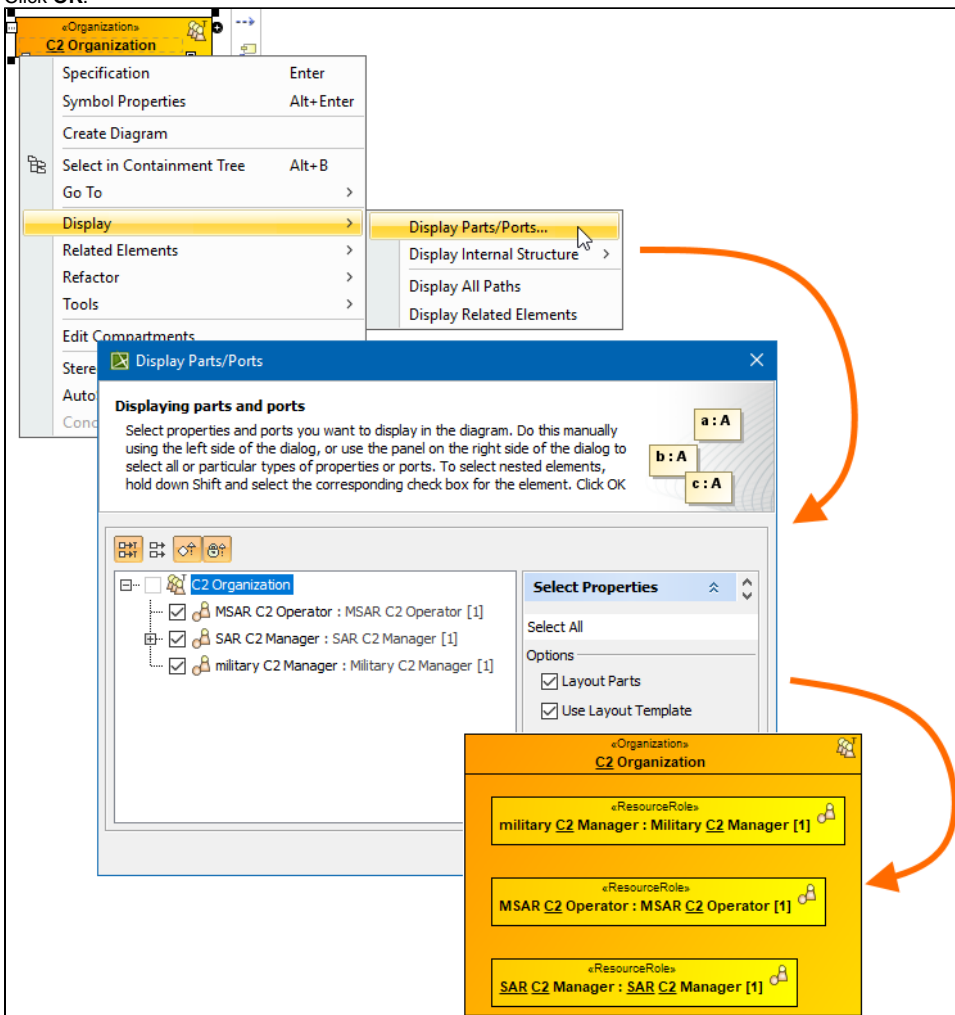 Click OK.
«Organization»
C2 Organization
Specification Enter
Symbol Properties Alt+Enter
Create Diagram
Select in Containment Tree Alt+B
Go To >
Display >
Related Elements >
Refactor >
Tools >
Edit Compartments
Display Parts/Ports...
Display Internal Structure >
Display All Paths
Display Related Elements
Stere
Auto
Conc
Display Parts/Ports
Displaying parts and ports
Select properties and ports you want to display in the diagram. Do this manually
using the left side of the dialog, or use the panel on the right side of the dialog to
select all or particular types of properties or ports. To select nested elements,
hold down Shift and select the corresponding check box for the element. Click OK
a : A
b : A
c : A
C2 Organization
MSAR C2 Operator : MSAR C2 Operator [1]
SAR C2 Manager : SAR C2 Manager [1]
military C2 Manager : Military C2 Manager [1]
Select Properties
Select All
Options
Layout Parts
Use Layout Template
«Organization»
C2 Organization
«ResourceRole»
military C2 Manager : Military C2 Manager [1]
«ResourceRole»
MSAR C2 Operator : MSAR C2 Operator [1]
«ResourceRole»
SAR C2 Manager : SAR C2 Manager [1]